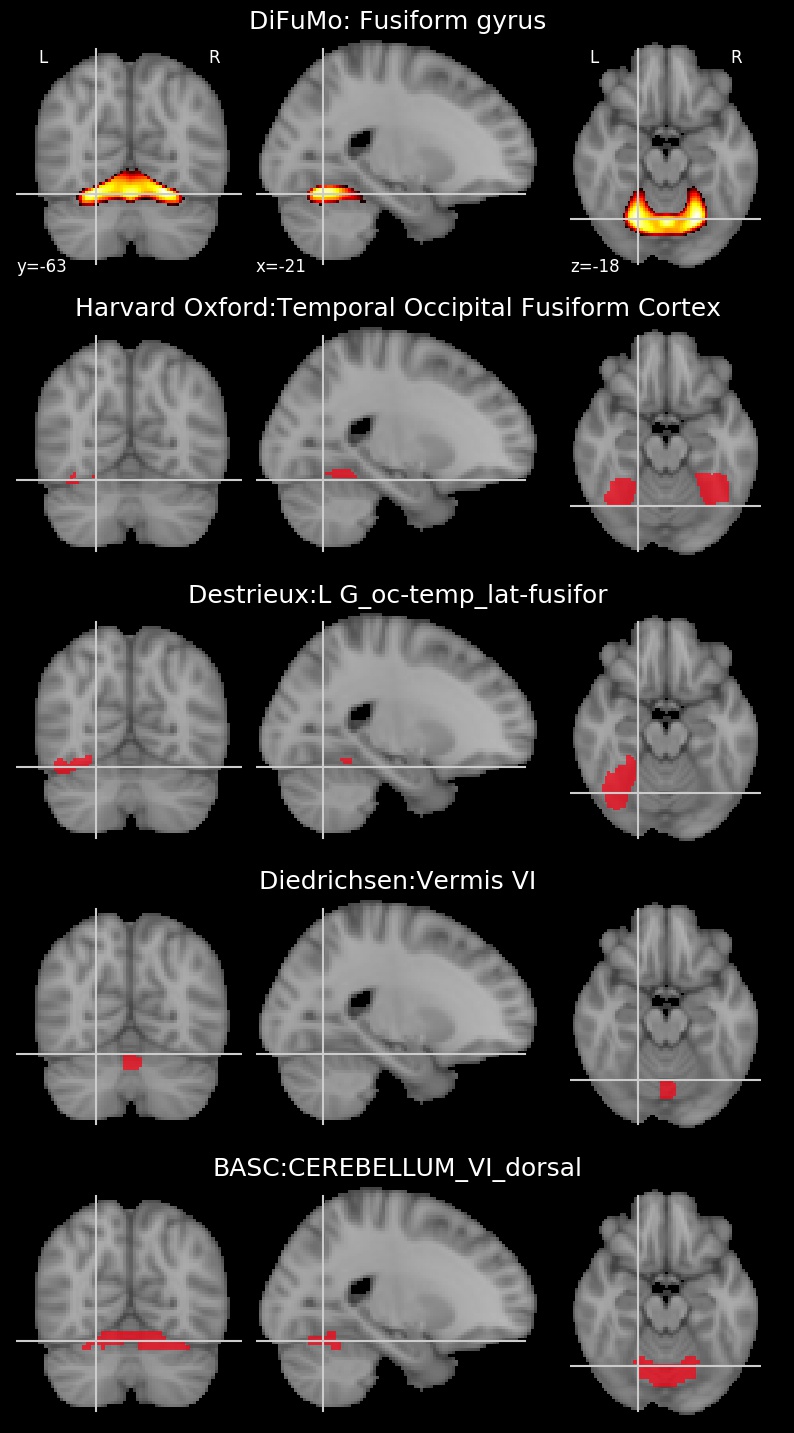 DiFuMo: Fusiform gyrus
L R L R
y=-63 x=-21 z=-18
Harvard Oxford:Temporal Occipital Fusiform Cortex
Destrieux:L G_oc-temp_lat-fusifor
Diedrichsen:Vermis VI
BASC:CEREBELLUM_VI_dorsal